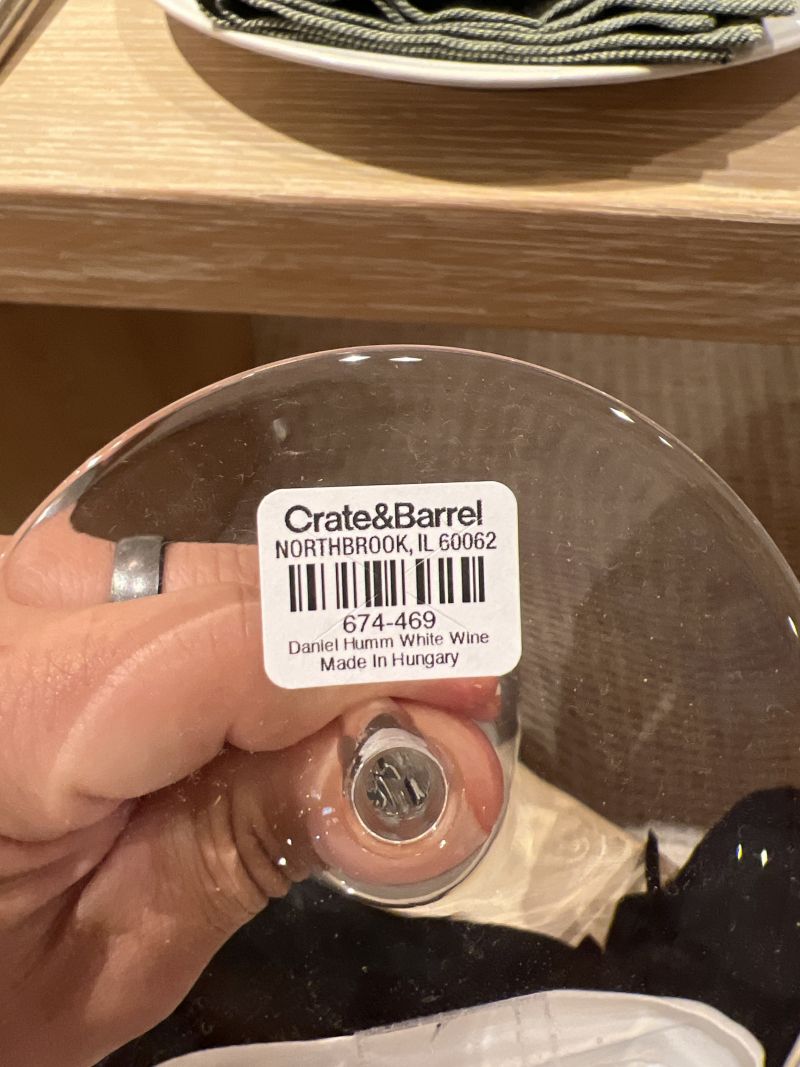 Crate&Barrel
NORTHBROOK, IL 60062
674-469
Daniel Humm White Wine
Made In Hungary